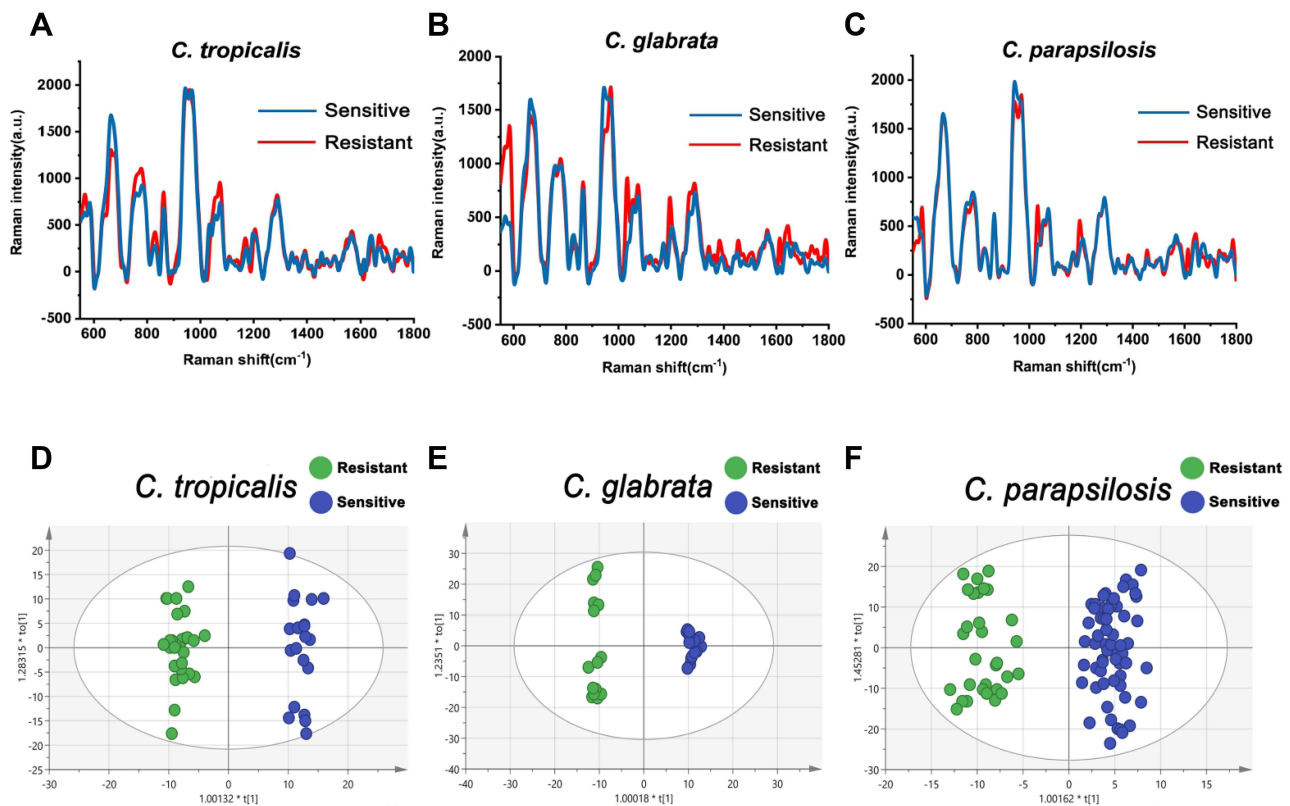 A
C. tropicalis
Raman intensity(a.u.)
2000
1500
1000
500
0
-500
Sensitive
Resistant
600 800 1000 1200 1400 1600 1800
Raman shift(cm-1)
B
C. glabrata
Raman intensity(a.u.)
2000
1500
1000
500
0
-500
Sensitive
Resistant
600 800 1000 1200 1400 1600 1800
Raman shift(cm-1)
C
C. parapsilosis
Raman intensity(a.u.)
2000
1500
1000
500
0
-500
Sensitive
Resistant
600 800 1000 1200 1400 1600 1800
Raman shift(cm-1)
D
C. tropicalis
Resistant
Sensitive
1.28315 * to[1]
20
15
10
5
0
-5
-10
-15
-20
-25
-30 -20 -10 0 10 20
1.00132 * t[1]
E
C. glabrata
Resistant
Sensitive
1.2351 * to[1]
30
20
10
0
-10
-20
-30
-40
-50 -40 -30 -20 -10 0 10 20 30 40
1.00018 * t[1]
F
C. parapsilosis
Resistant
Sensitive
1.45281 * to[1]
20
10
0
-10
-20
-30
-20 -15 -10 -5 0 5 10 15
1.00162 * t[1]